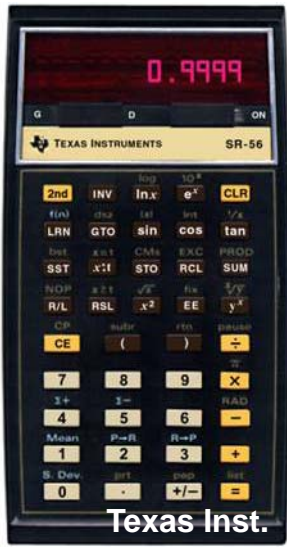 0.9999
G D ON
TEXAS INSTRUMENTS SR-56
log 10ˣ
2nd INV lnx eˣ CLR
f(n) dsz |x| int 1/x
LRN GTO sin cos tan
bst x=t CMs EXC PROD
SST x:t STO RCL SUM
NOP x≥t √x fix ˣ√y
R/L RSL x² EE yˣ
CP subr rtn pause
CE ( ) ÷
π
7 8 9 ×
Σ+ Σ- RAD
4 5 6 −
Mean P→R R→P
1 2 3 +
S. Dev. prt pap list
0 . +/− =
Texas Inst.